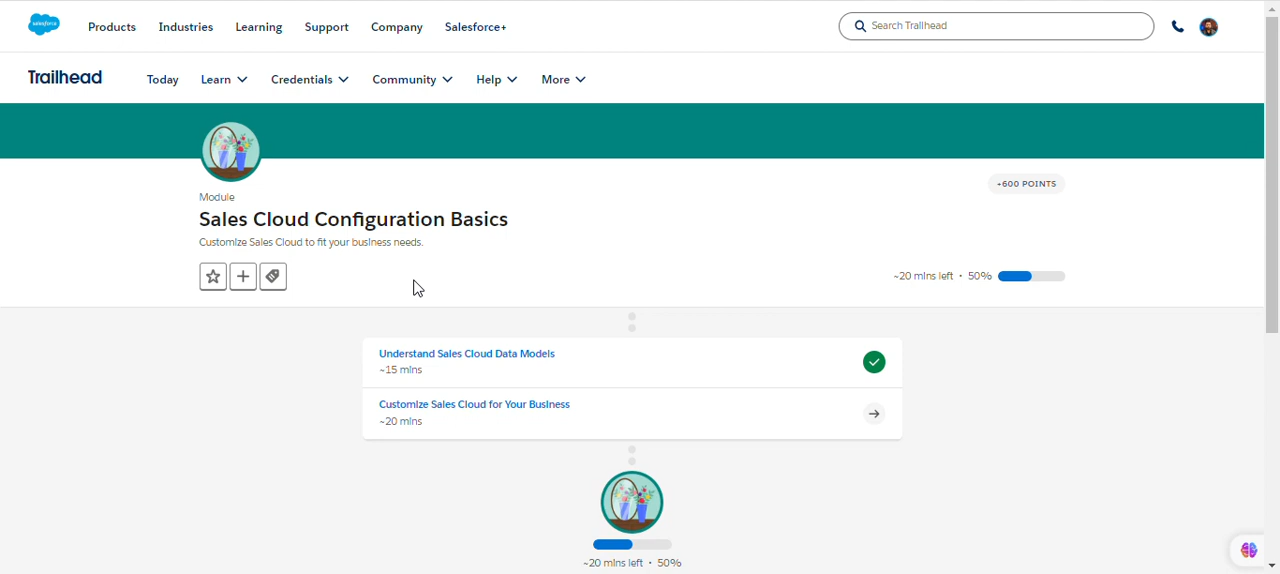 salesforce
Products Industries Learning Support Company Salesforce+
Search Trailhead
Trailhead
Today Learn Credentials Community Help More
+600 POINTS
Module
Sales Cloud Configuration Basics
Customize Sales Cloud to fit your business needs.
~20 mins left • 50%
Understand Sales Cloud Data Models
~15 mins
Customize Sales Cloud for Your Business
~20 mins
~20 mins left • 50%